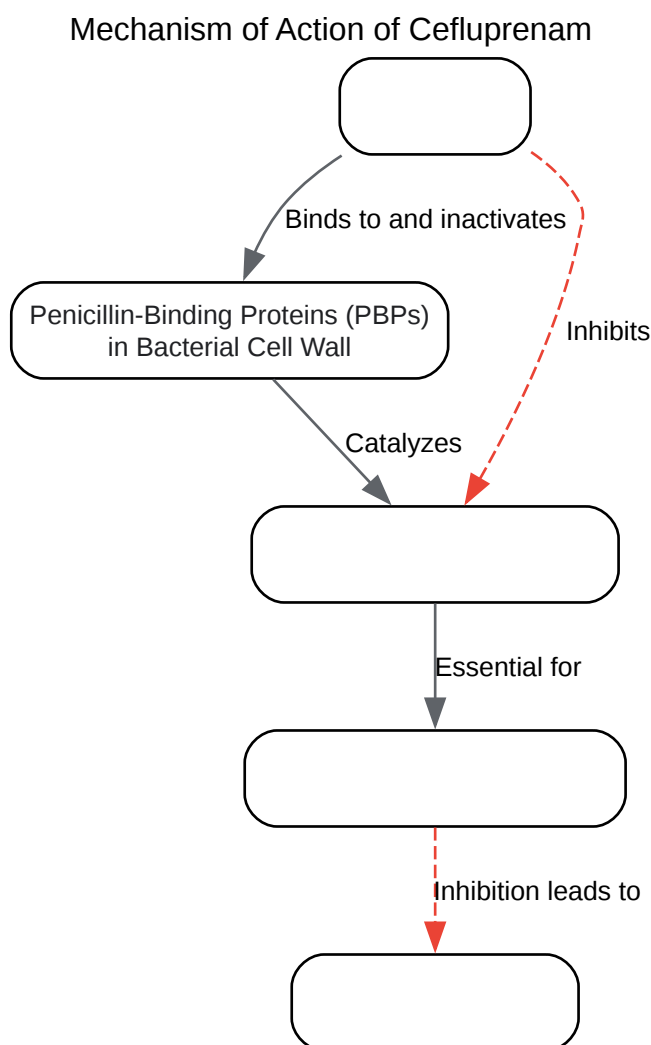 Mechanism of Action of Cefluprenam
Binds to and inactivates
Penicillin-Binding Proteins (PBPs)
in Bacterial Cell Wall
Inhibits
Catalyzes
Essential for
Inhibition leads to